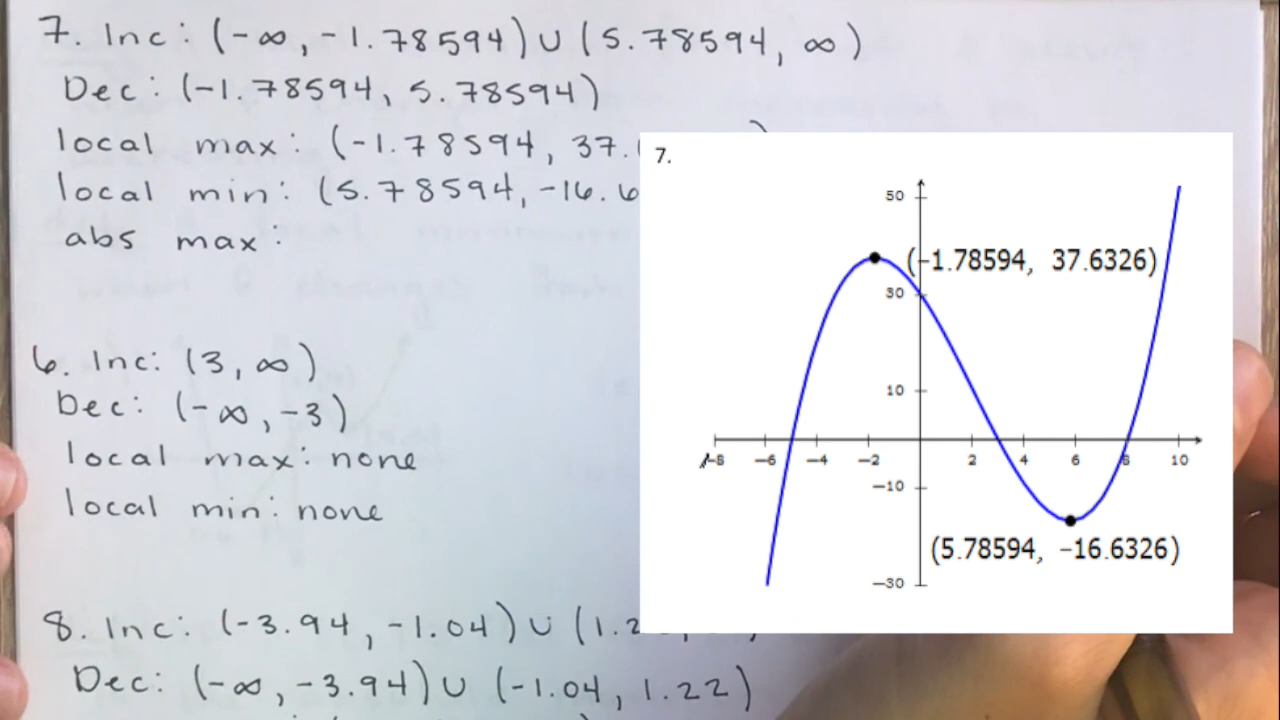 7. Inc: (-∞, -1.78594) ∪ (5.78594, ∞)
Dec: (-1.78594, 5.78594)
local max: (-1.78594, 37.
local min: (5.78594, -16.6
abs max:
6. Inc: (3, ∞)
Dec: (-∞, -3)
local max: none
local min: none
8. Inc: (-3.94, -1.04) ∪ (1.2
Dec: (-∞, -3.94) ∪ (-1.04, 1.22)
7.
50
(-1.78594, 37.6326)
30
10
-8 -6 -4 -2 2 4 6 8 10
-10
(5.78594, -16.6326)
-30